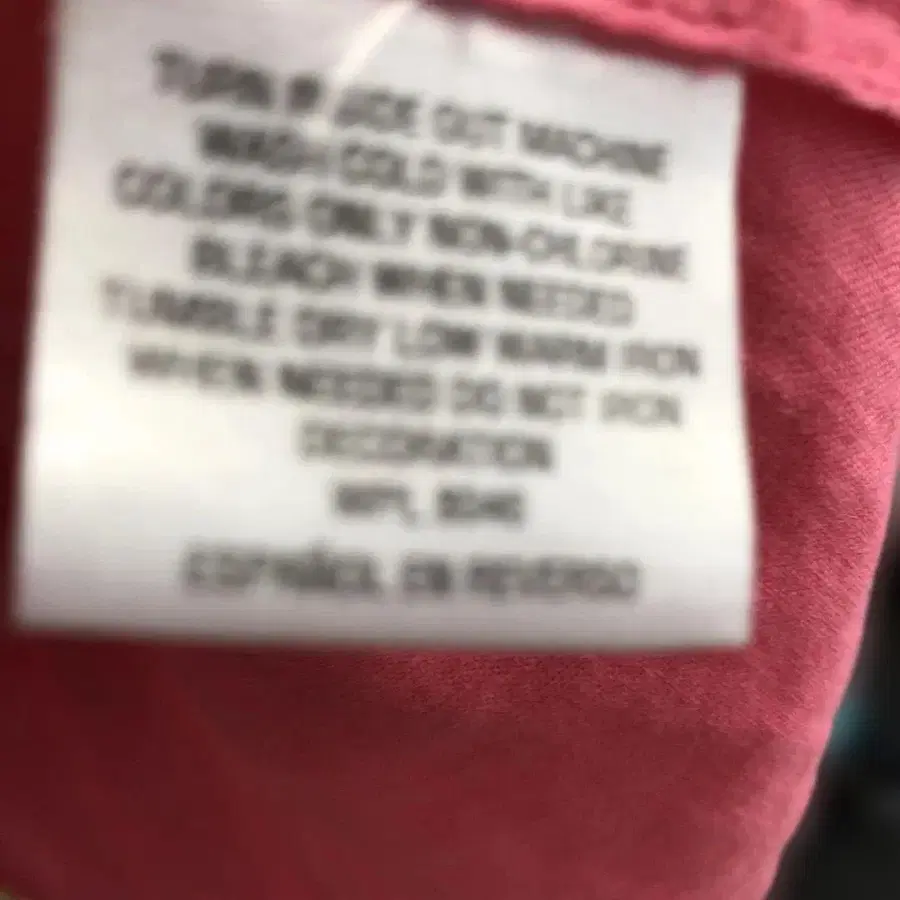 TURN INSIDE OUT MACHINE
WASH COLD WITH LIKE
COLORS ONLY NON-CHLORINE
BLEACH WHEN NEEDED
TUMBLE DRY LOW WARM IRON
WHEN NEEDED DO NOT IRON
DECORATION
WPL
ESPAÑOL EN REVERSO